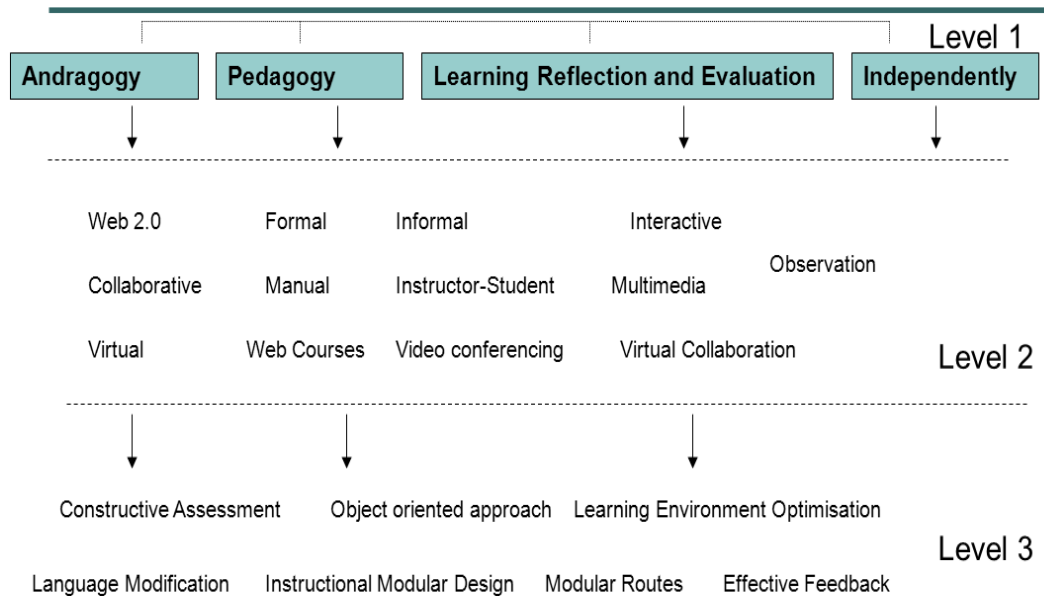 Level 1
Andragogy Pedagogy Learning Reflection and Evaluation Independently
Web 2.0 Formal Informal Interactive
Observation
Collaborative Manual Instructor-Student Multimedia
Virtual Web Courses Video conferencing Virtual Collaboration
Level 2
Constructive Assessment Object oriented approach Learning Environment Optimisation
Level 3
Language Modification Instructional Modular Design Modular Routes Effective Feedback